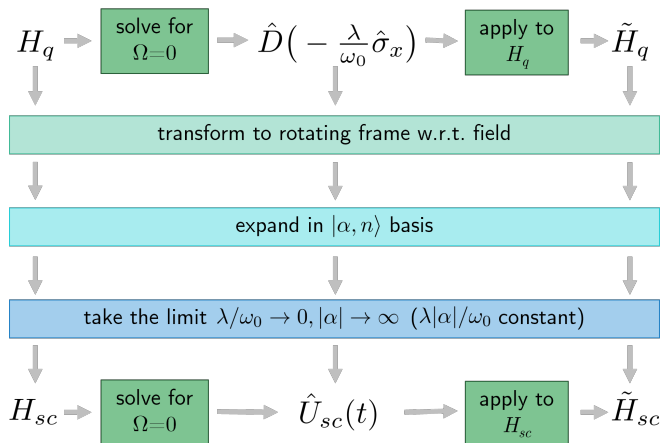 H_q
solve for
Ω=0
D̂(−λ/ω₀ σ̂ₓ)
apply to
H_q
H̃_q
transform to rotating frame w.r.t. field
expand in |α, n⟩ basis
take the limit λ/ω₀ → 0, |α| → ∞ (λ|α|/ω₀ constant)
H_sc
solve for
Ω=0
Û_sc(t)
apply to
H_sc
H̃_sc